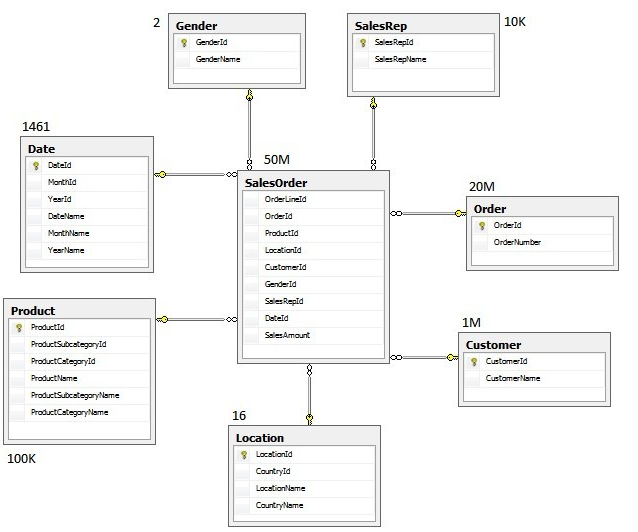 2
Gender
GenderId
GenderName
SalesRep
SalesRepId
SalesRepName
10K
1461
Date
DateId
MonthId
YearId
DateName
MonthName
YearName
50M
SalesOrder
OrderLineId
OrderId
ProductId
LocationId
CustomerId
GenderId
SalesRepId
DateId
SalesAmount
20M
Order
OrderId
OrderNumber
Product
ProductId
ProductSubcategoryId
ProductCategoryId
ProductName
ProductSubcategoryName
ProductCategoryName
100K
1M
Customer
CustomerId
CustomerName
16
Location
LocationId
CountryId
LocationName
CountryName